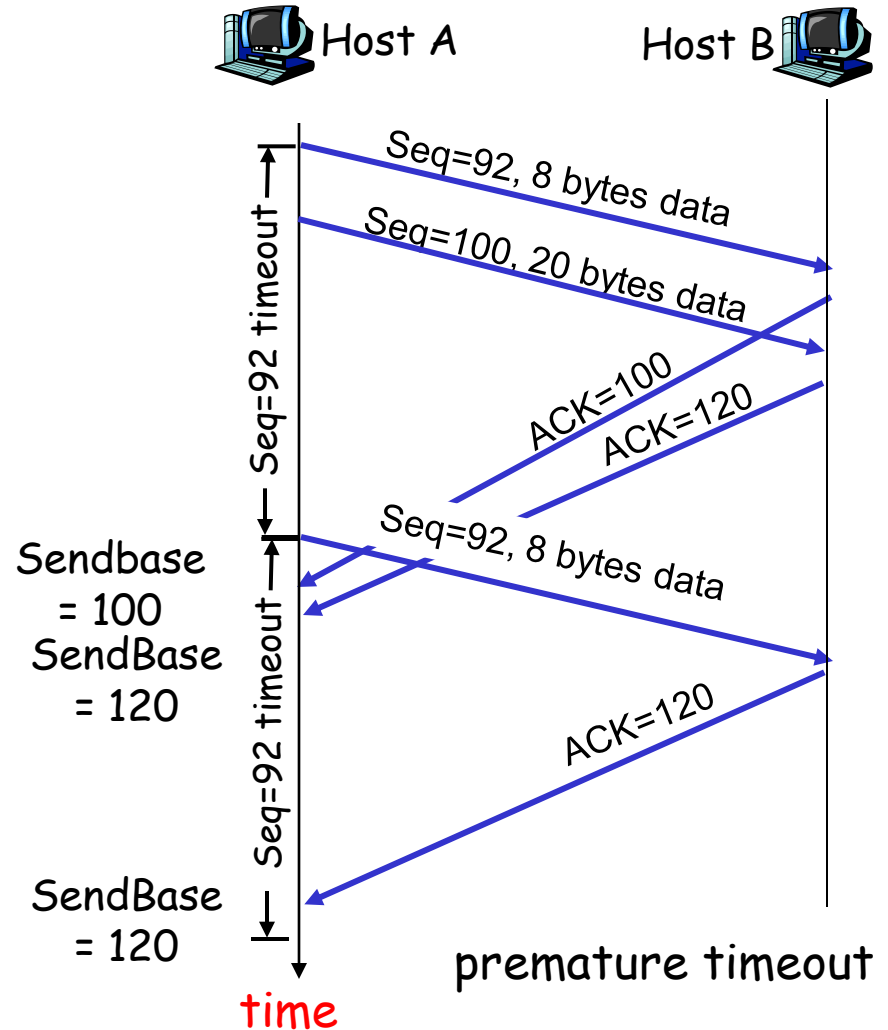 Host A
Host B
Seq=92, 8 bytes data
Seq=100, 20 bytes data
Seq=92 timeout
ACK=100
ACK=120
Seq=92, 8 bytes data
Sendbase
= 100
SendBase
= 120
Seq=92 timeout
ACK=120
SendBase
= 120
premature timeout
time